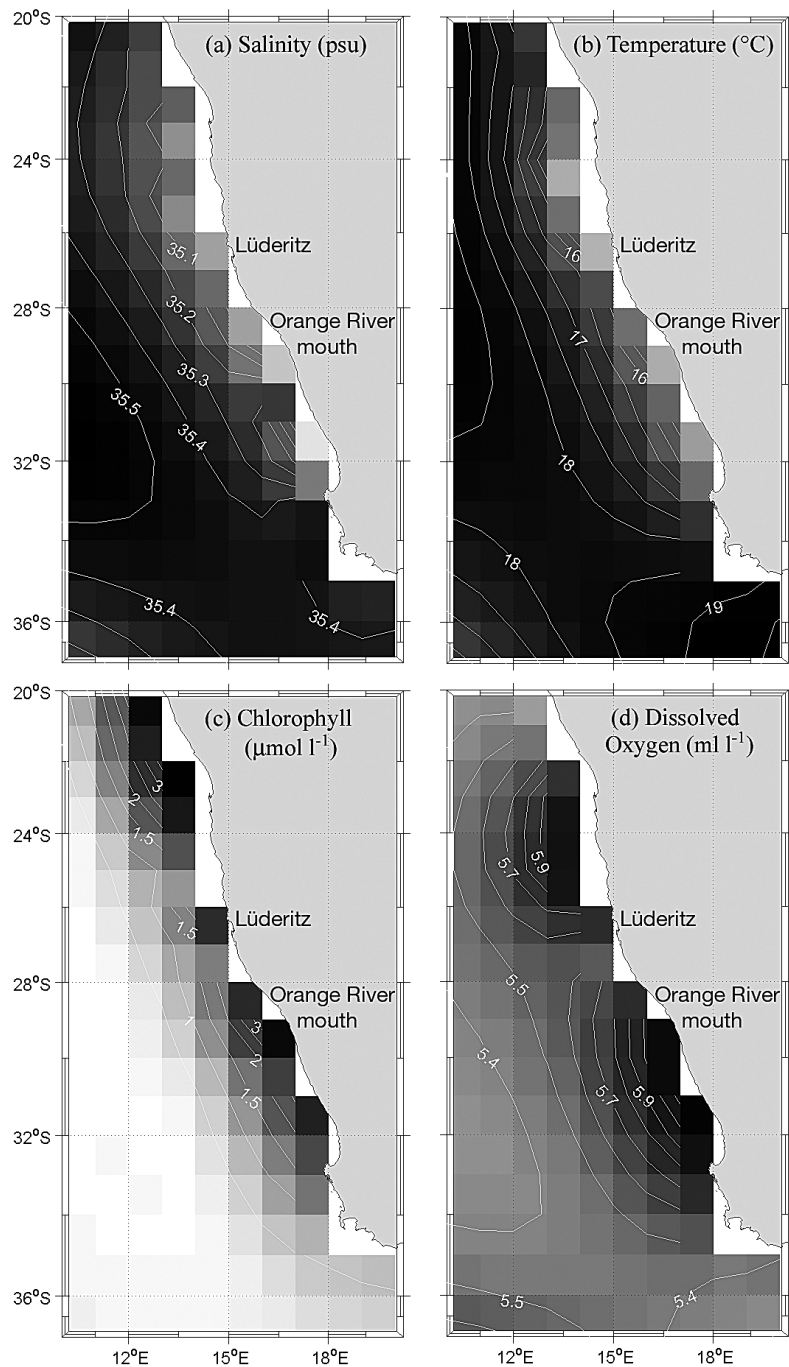 (a) Salinity (psu)
20°S
24°S
28°S
32°S
36°S
Lüderitz
Orange River
mouth
35.1
35.2
35.3
35.4
35.5
35.4
35.4
(b) Temperature (°C)
Lüderitz
Orange River
mouth
16
17
16
18
18
19
(c) Chlorophyll
(µmol l-1)
20°S
24°S
28°S
32°S
36°S
12°E
15°E
18°E
Lüderitz
Orange River
mouth
3
2
1.5
1.5
1
3
2
1.5
(d) Dissolved
Oxygen (ml l-1)
12°E
15°E
18°E
Lüderitz
Orange River
mouth
5.9
5.7
5.5
5.4
5.7
5.9
5.5
5.4